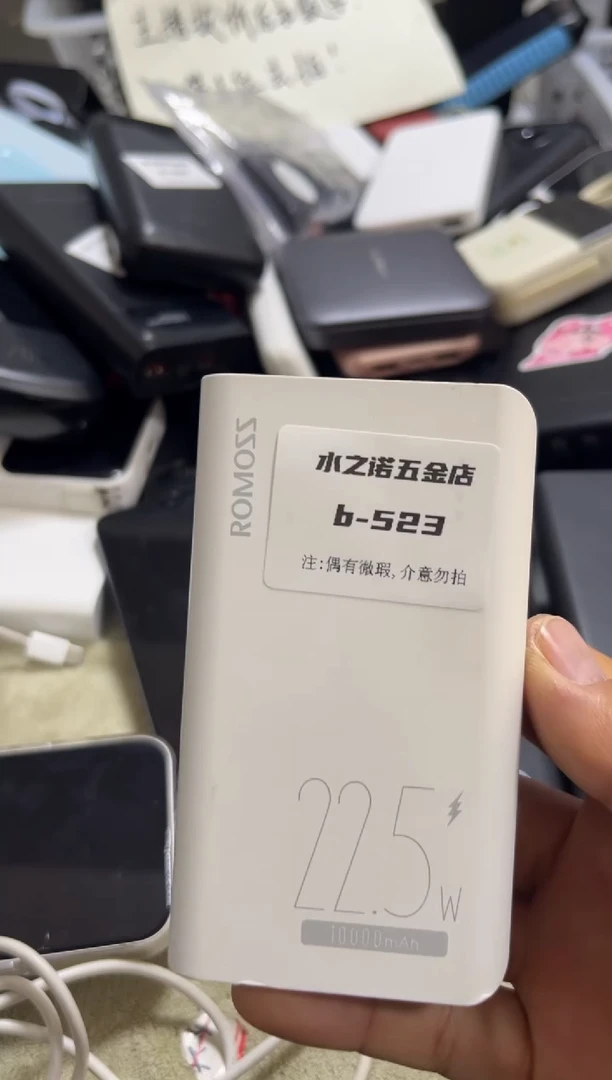 ROMOSS
水之诺五金店
b-523
注:偶有微瑕,介意勿拍
22.5W
10000mAh